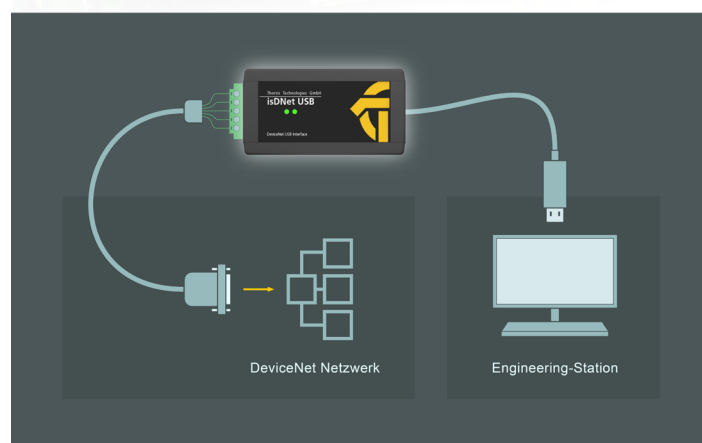 Thorsis Technologies GmbH
isDNet USB
DeviceNet USB Interface
DeviceNet Netzwerk
Engineering-Station